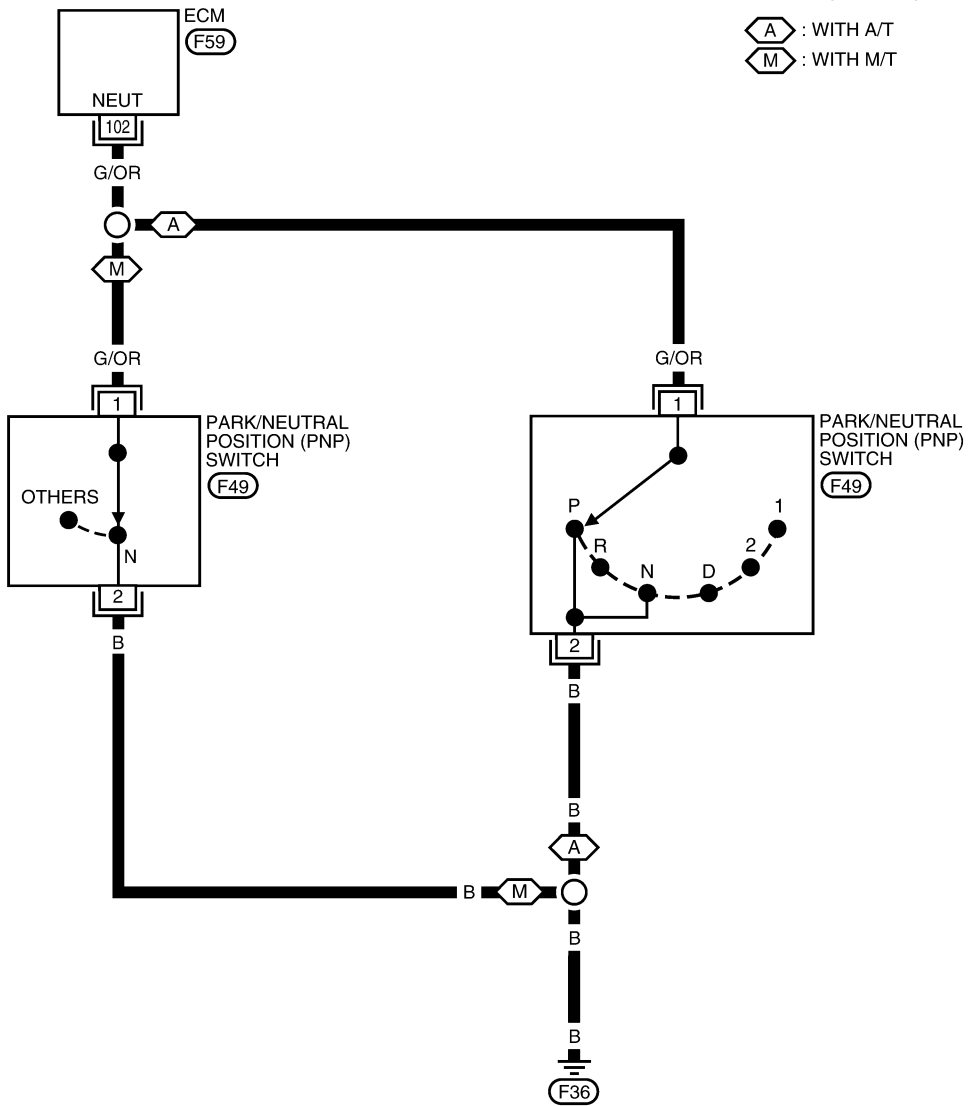 ECM
F59
A : WITH A/T
M : WITH M/T
NEUT
102
G/OR
A
M
G/OR
G/OR
1
1
PARK/NEUTRAL
POSITION (PNP)
SWITCH
F49
PARK/NEUTRAL
POSITION (PNP)
SWITCH
F49
OTHERS
N
P
R
N
D
2
1
2
2
B
B
B
A
B
M
B
B
F36